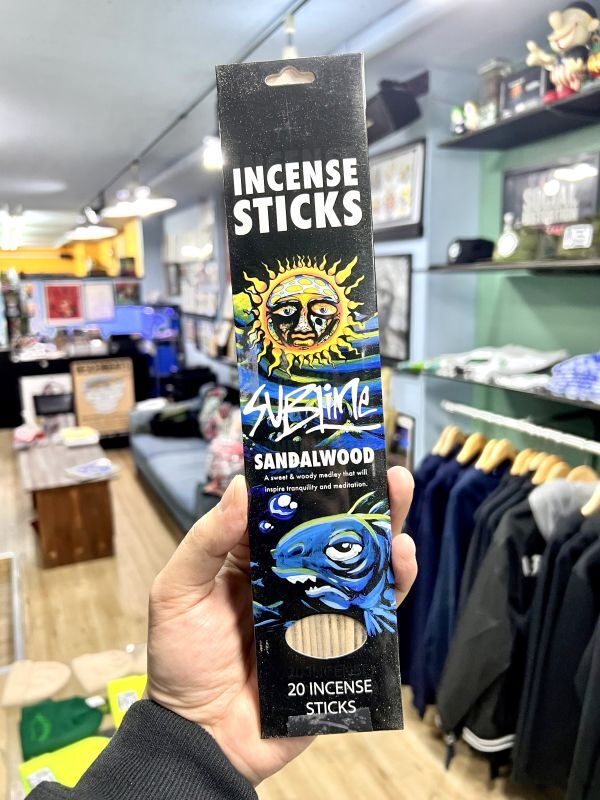 INCENSE
STICKS
SUBLIME
SANDALWOOD
A sweet & woody medley that will
inspire tranquility and meditation.
20 INCENSE
STICKS